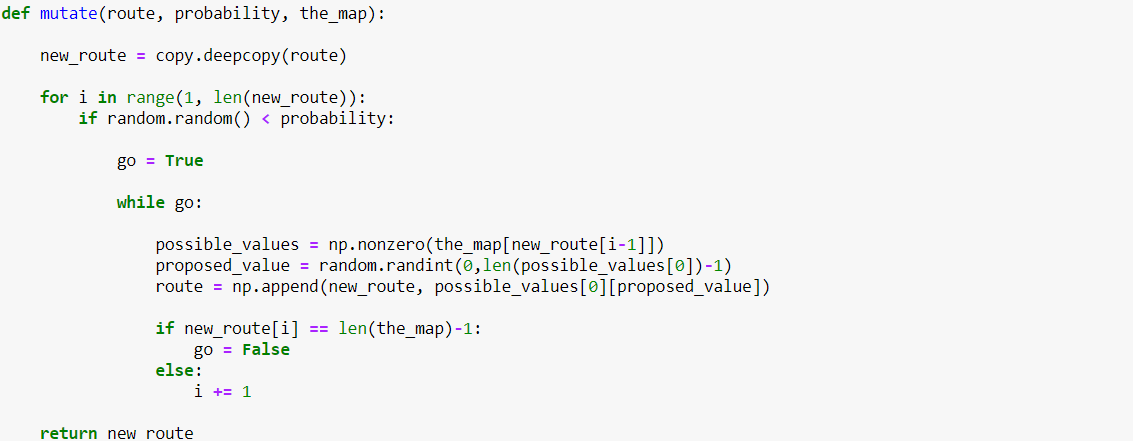 def mutate(route, probability, the_map):
    new_route = copy.deepcopy(route)
    for i in range(1, len(new_route)):
        if random.random() < probability:
            go = True
            while go:
                possible_values = np.nonzero(the_map[new_route[i-1]])
                proposed_value = random.randint(0,len(possible_values[0])-1)
                route = np.append(new_route, possible_values[0][proposed_value])
                if new_route[i] == len(the_map)-1:
                    go = False
                else:
                    i += 1
    return new_route